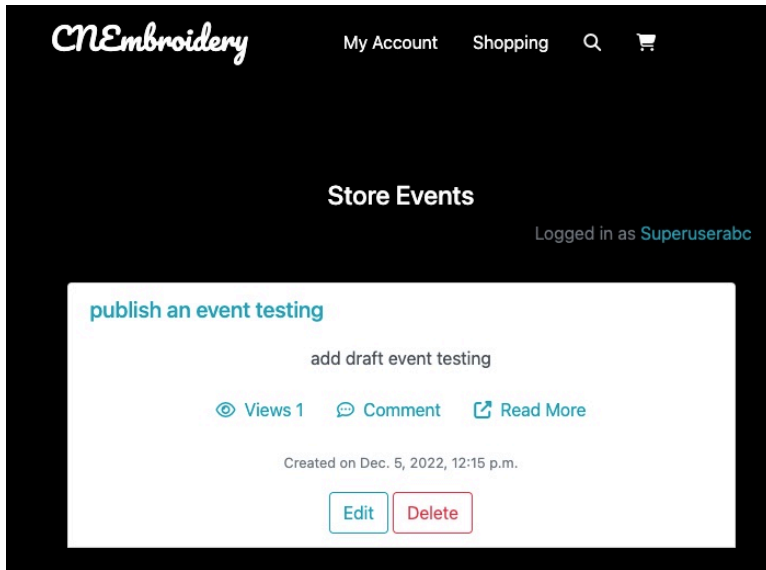 CNEmbroidery My Account Shopping
Store Events
Logged in as Superuserabc
publish an event testing
add draft event testing
Views 1 Comment Read More
Created on Dec. 5, 2022, 12:15 p.m.
Edit Delete